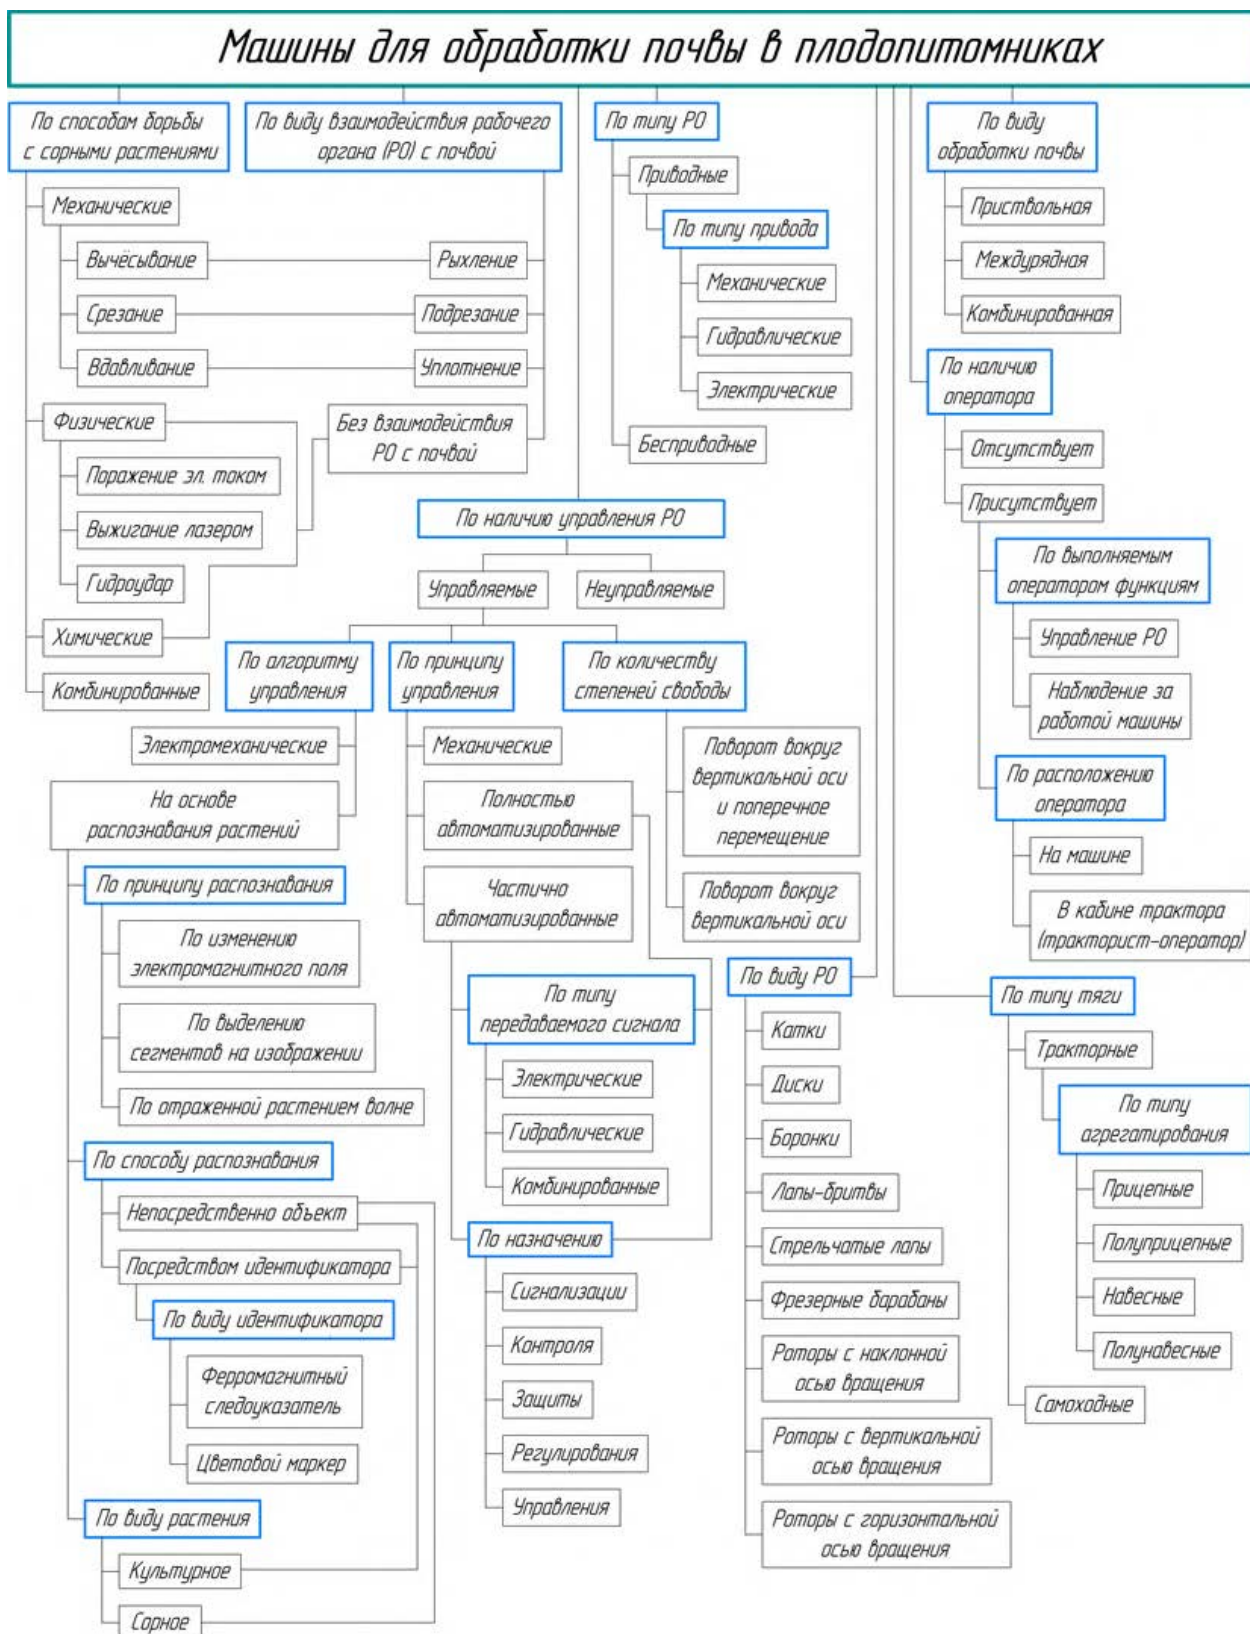 Машины для обработки почвы в плодопитомниках
По способам борьбы
с сорными растениями
Механические
Вычёсывание
Срезание
Вдавливание
Физические
Поражение эл. током
Выжигание лазером
Гидроудар
Химические
Комбинированные
По виду взаимодействия рабочего
органа (РО) с почвой
Рыхление
Подрезание
Уплотнение
Без взаимодействия
РО с почвой
По типу РО
Приводные
По типу привода
Механические
Гидравлические
Электрические
Бесприводные
По виду
обработки почвы
Приствольная
Междурядная
Комбинированная
По наличию
оператора
Отсутствует
Присутствует
По выполняемым
оператором функциям
Управление РО
Наблюдение за
работой машины
По расположению
оператора
На машине
В кабине трактора
(тракторист-оператор)
По наличию управления РО
Управляемые
Неуправляемые
По алгоритму
управления
Электромеханические
На основе
распознавания растений
По принципу распознавания
По изменению
электромагнитного поля
По выделению
сегментов на изображении
По отраженной растением волне
По способу распознавания
Непосредственно объект
Посредством идентификатора
По виду идентификатора
Ферромагнитный
следоуказатель
Цветовой маркер
По виду растения
Культурное
Сорное
По принципу
управления
Механические
Полностью
автоматизированные
Частично
автоматизированные
По типу
передаваемого сигнала
Электрические
Гидравлические
Комбинированные
По назначению
Сигнализации
Контроля
Защиты
Регулирования
Управления
По количеству
степеней свободы
Поворот вокруг
вертикальной оси
и поперечное
перемещение
Поворот вокруг
вертикальной оси
По виду РО
Катки
Диски
Боронки
Лапы-бритвы
Стрельчатые лапы
Фрезерные барабаны
Роторы с наклонной
осью вращения
Роторы с вертикальной
осью вращения
Роторы с горизонтальной
осью вращения
По типу тяги
Тракторные
По типу
агрегатирования
Прицепные
Полуприцепные
Навесные
Полунавесные
Самоходные